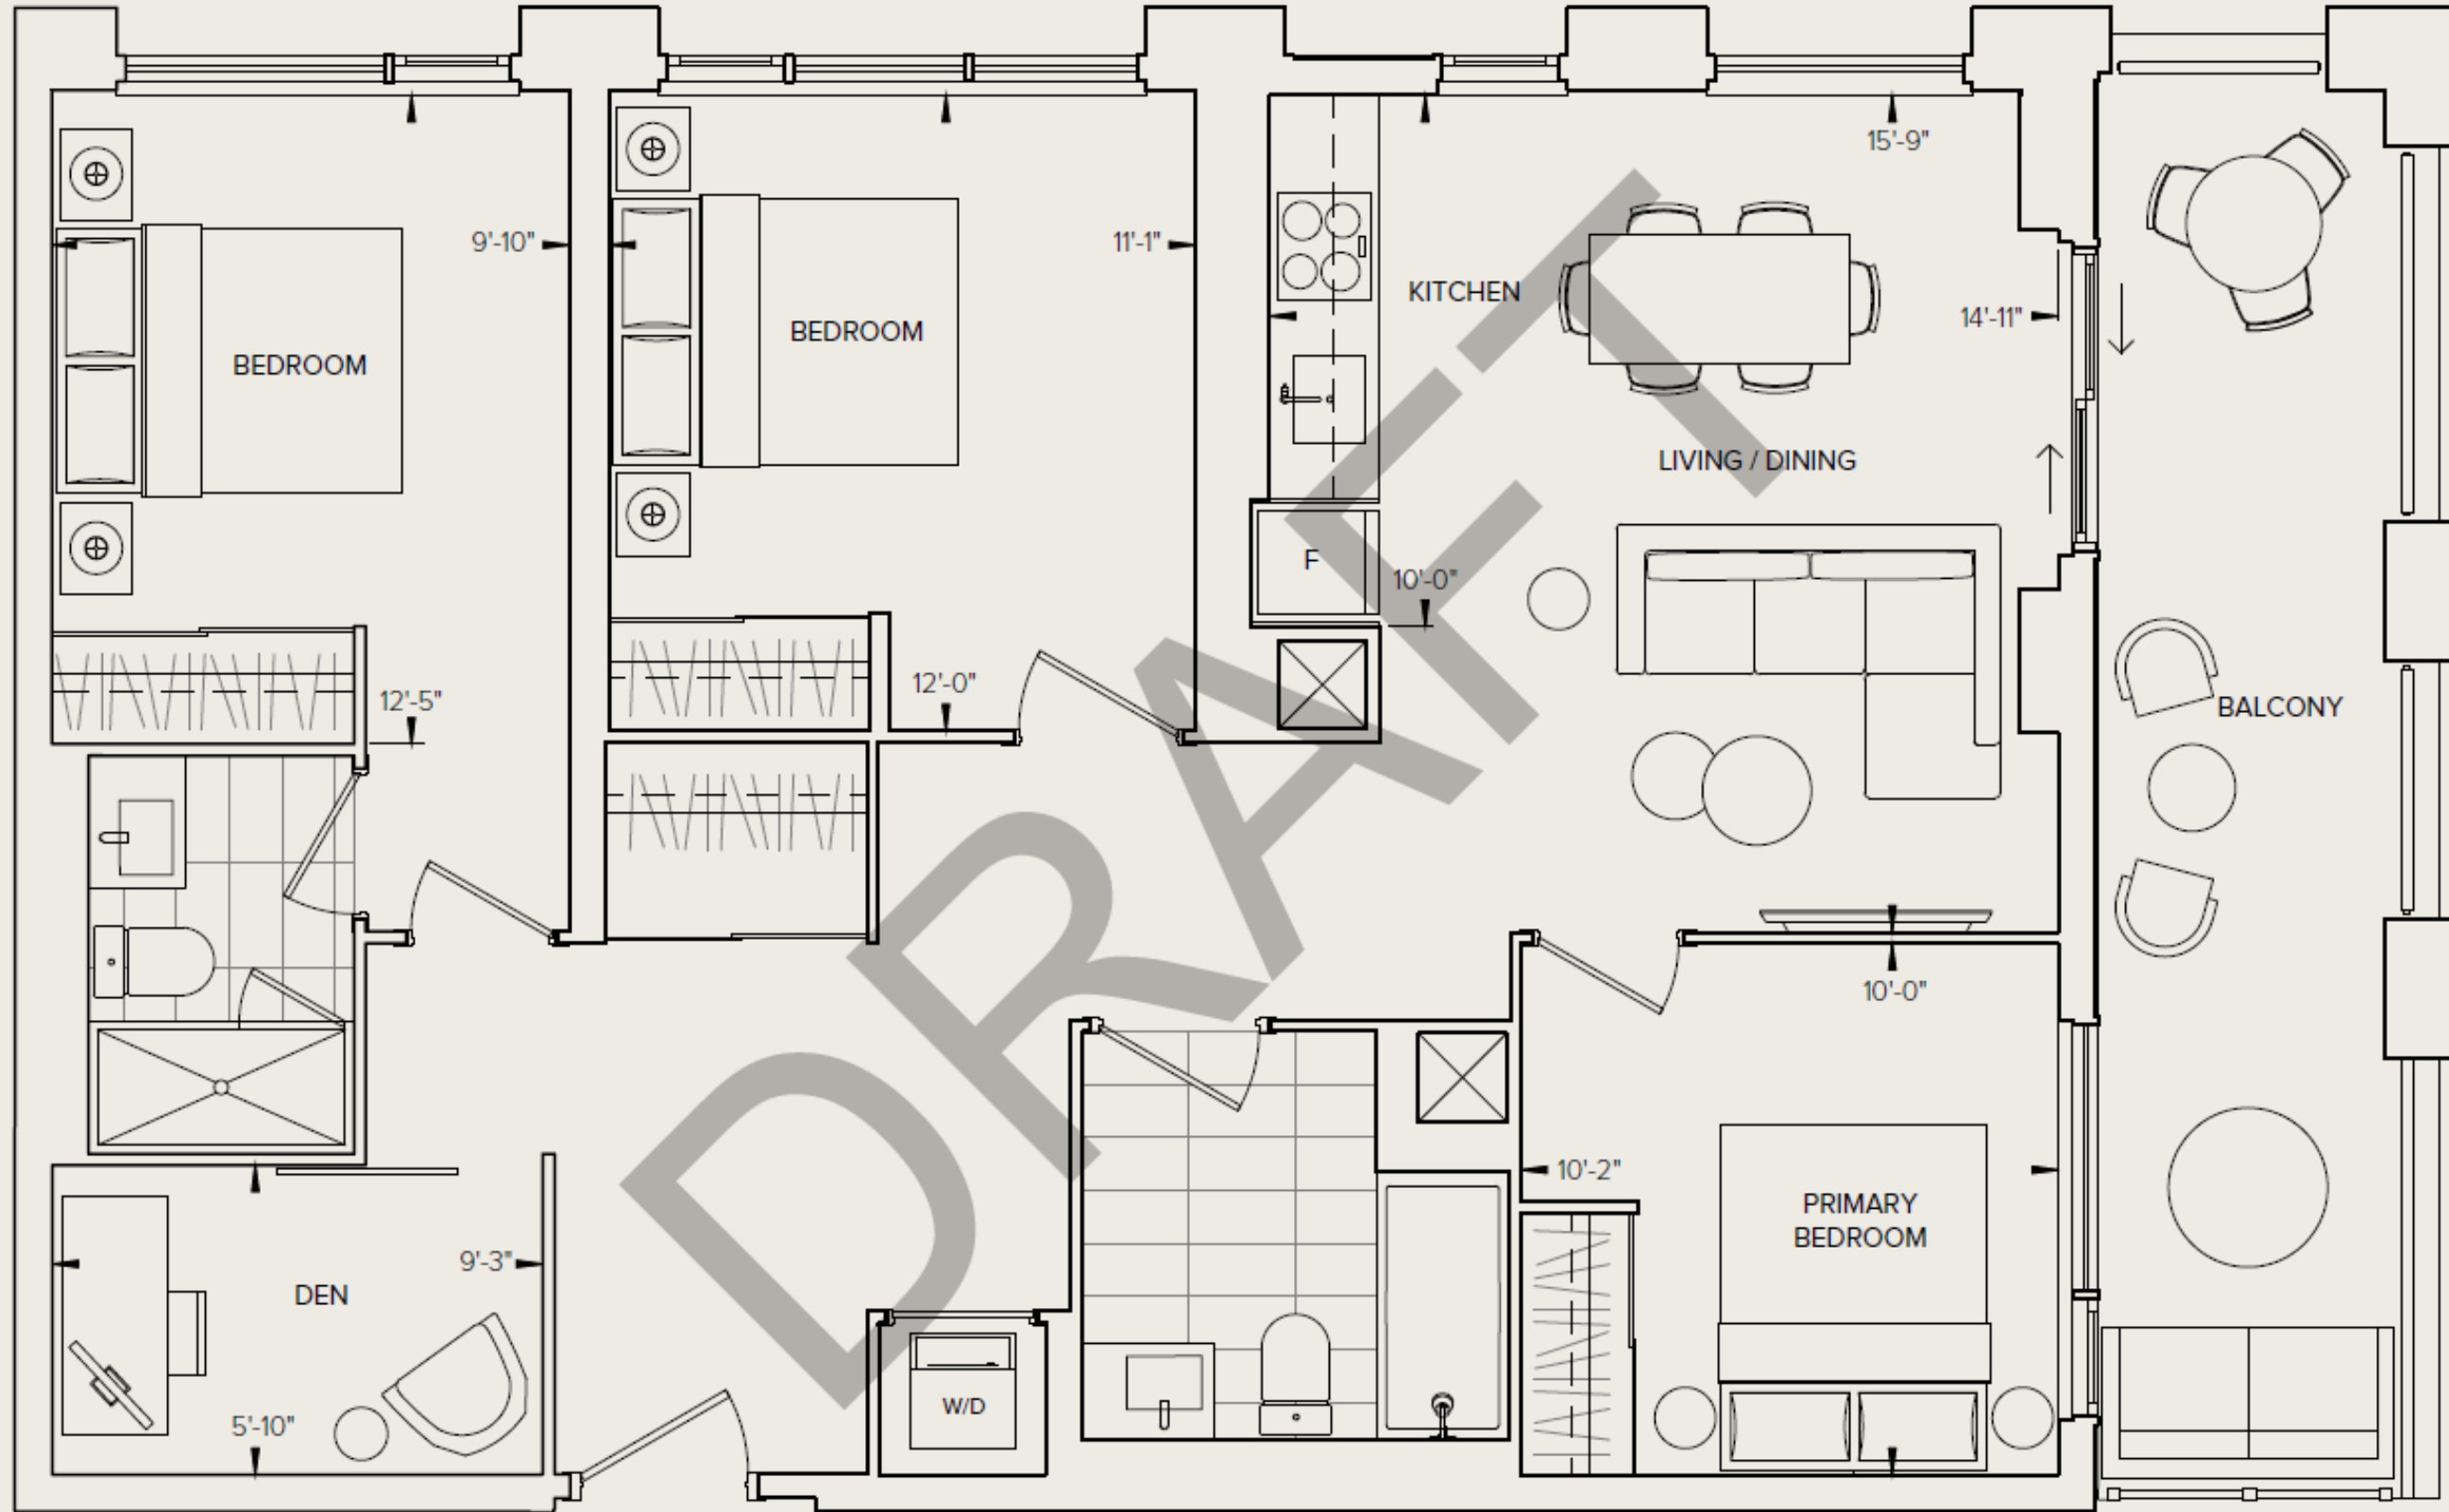 15'-9"
9'-10"
11'-1"
KITCHEN
14'-11"
BEDROOM
BEDROOM
LIVING / DINING
F
10'-0"
12'-5"
12'-0"
BALCONY
DRAFT
10'-0"
10'-2"
PRIMARY
BEDROOM
9'-3"
DEN
W/D
5'-10"